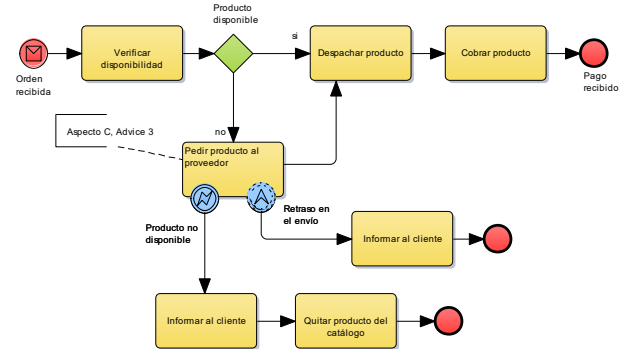 Producto
disponible
si
Verificar
disponibilidad
Despachar producto
Cobrar producto
Orden
recibida
Pago
recibido
no
Aspecto C, Advice 3
Pedir producto al
proveedor
Retraso en
el envío
Producto no
disponible
Informar al cliente
Informar al cliente
Quitar producto del
catálogo